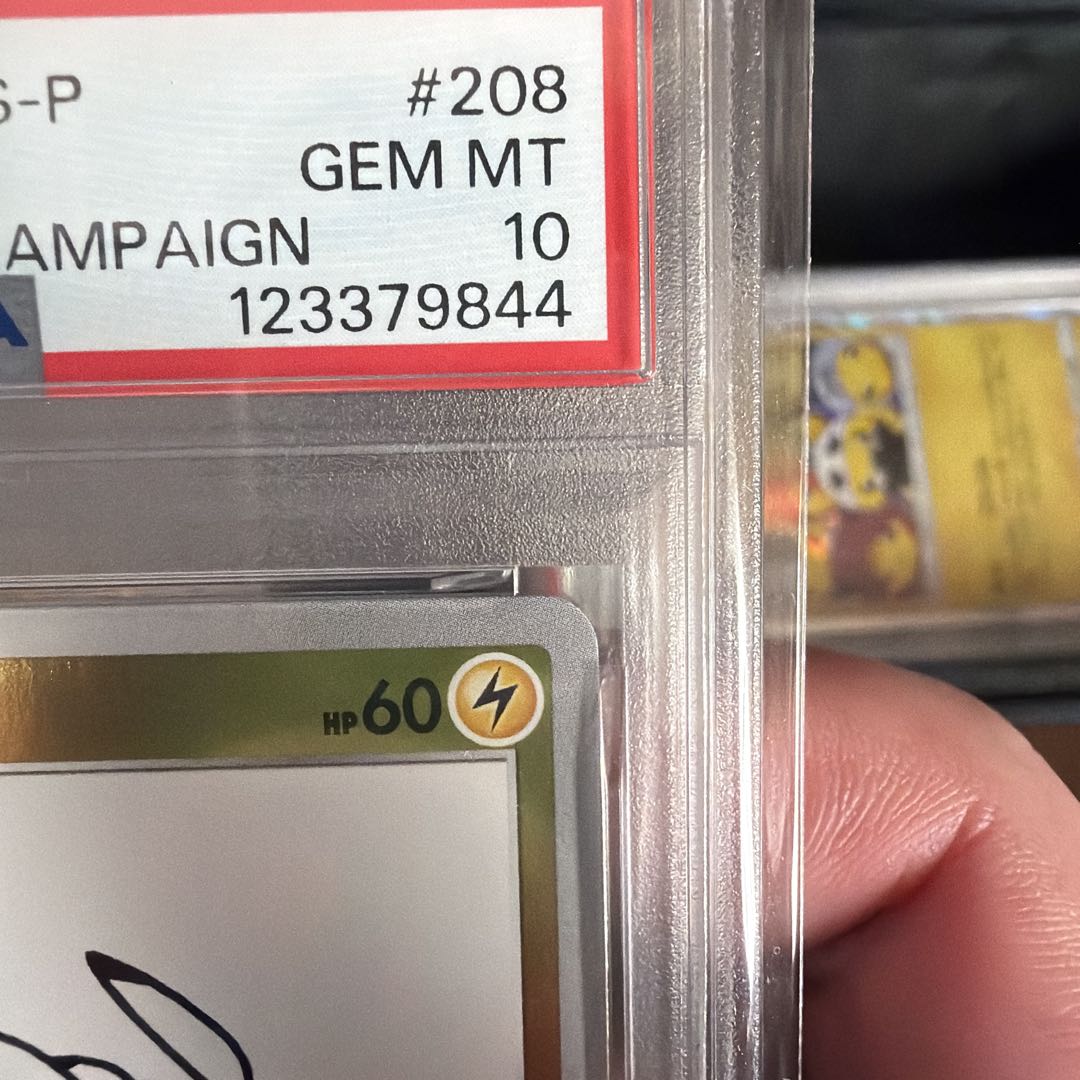 S-P #208
GEM MT
AMPAIGN 10
A 123379844
HP60